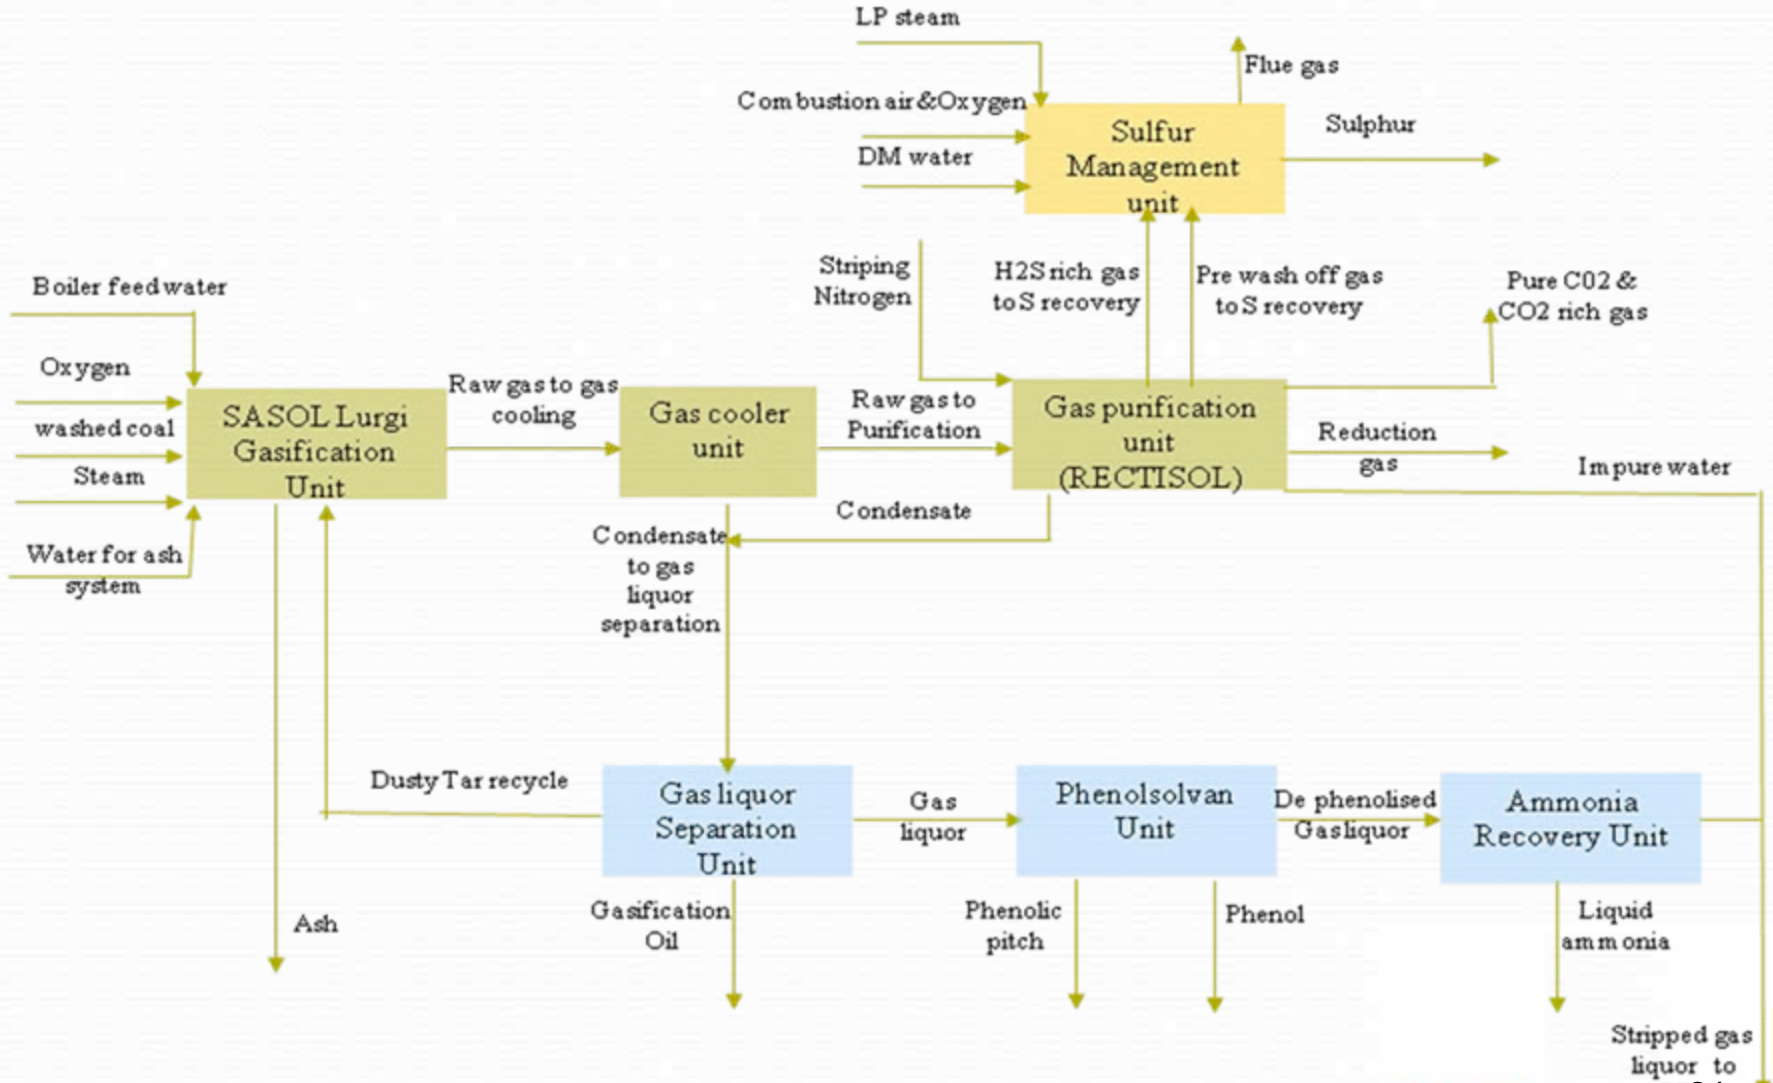 LP steam
Flue gas
Combustion air&Oxygen
Sulphur
DM water
Sulfur
Management
unit
Striping
Nitrogen
H2S rich gas
to S recovery
Pre wash off gas
to S recovery
Pure C02 &
CO2 rich gas
Boiler feed water
Oxygen
washed coal
Steam
Water for ash
system
SASOL Lurgi
Gasification
Unit
Raw gas to gas
cooling
Gas cooler
unit
Raw gas to
Purification
Gas purification
unit
(RECTISOL)
Reduction
gas
Impure water
Condensate
Condensate
to gas
liquor
separation
Dusty Tar recycle
Gas liquor
Separation
Unit
Gas
liquor
Phenolsolvan
Unit
De phenolised
Gas liquor
Ammonia
Recovery Unit
Ash
Gasification
Oil
Phenolic
pitch
Phenol
Liquid
ammonia
Stripped gas
liquor to